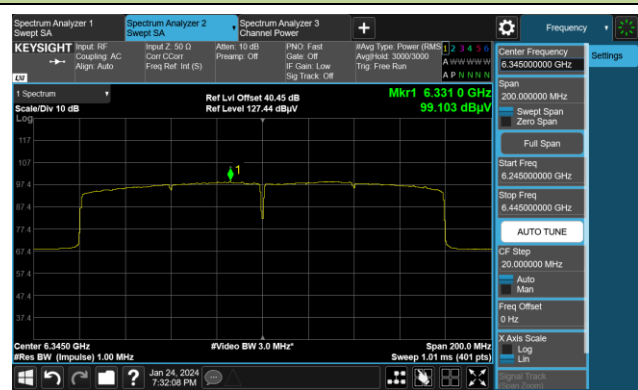 Spectrum Analyzer 1
Swept SA
Spectrum Analyzer 2
Swept SA
Spectrum Analyzer 3
Channel Power
Frequency
KEYSIGHT
Input: RF
Coupling: AC
Align: Auto
Input Z: 50 Ω
Corr CCorr
Freq Ref: Int (S)
Atten: 10 dB
Preamp: Off
PNO: Fast
Gate: Off
IF Gain: Low
Sig Track: Off
#Avg Type: Power (RMS
Avg|Hold: 3000/3000
Trig: Free Run
1 2 3 4 5 6
A W W W W W
A P N N N N
LXI
1 Spectrum
Scale/Div 10 dB
Log
Ref Lvl Offset 40.45 dB
Ref Level 127.44 dBµV
Mkr1 6.331 0 GHz
99.103 dBµV
117
107
97.4
87.4
77.4
67.4
57.4
47.4
37.4
1
Center 6.3450 GHz
#Res BW (Impulse) 1.00 MHz
#Video BW 3.0 MHz*
Span 200.0 MHz
Sweep 1.01 ms (401 pts)
Center Frequency
6.345000000 GHz
Settings
Span
200.000000 MHz
Swept Span
Zero Span
Full Span
Start Freq
6.245000000 GHz
Stop Freq
6.445000000 GHz
AUTO TUNE
CF Step
20.000000 MHz
Auto
Man
Freq Offset
0 Hz
X Axis Scale
Log
Lin
Signal Track
(Span Zoom)
Jan 24, 2024
7:32:08 PM